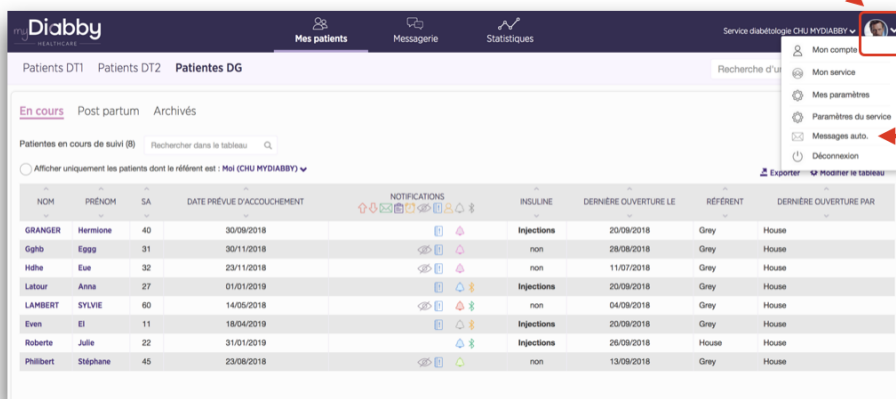 myDiabby
HEALTHCARE
Mes patients
Messagerie
Statistiques
Service diabétologie CHU MYDIABBY
Patients DT1 Patients DT2 Patientes DG
Recherche d'u
Mon compte
Mon service
Mes paramètres
Paramètres du service
Messages auto.
Déconnexion
En cours Post partum Archivés
Patientes en cours de suivi (8) Rechercher dans le tableau
Afficher uniquement les patients dont le référent est : Moi (CHU MYDIABBY)
Exporter Modifier le tableau
NOM PRÉNOM SA DATE PRÉVUE D'ACCOUCHEMENT NOTIFICATIONS INSULINE DERNIÈRE OUVERTURE LE RÉFÉRENT DERNIÈRE OUVERTURE PAR
GRANGER Hermione 40 30/09/2018 Injections 20/09/2018 Grey House
Gghb Eggg 31 30/11/2018 non 28/08/2018 Grey House
Hdhe Eue 32 23/11/2018 non 11/07/2018 Grey House
Latour Anna 27 01/01/2019 Injections 20/09/2018 Grey House
LAMBERT SYLVIE 60 14/05/2018 non 04/09/2018 Grey House
Even El 11 18/04/2019 Injections 20/09/2018 Grey House
Roberte Julie 22 31/01/2019 Injections 26/09/2018 House House
Philibert Stéphane 45 23/08/2018 non 13/09/2018 Grey House